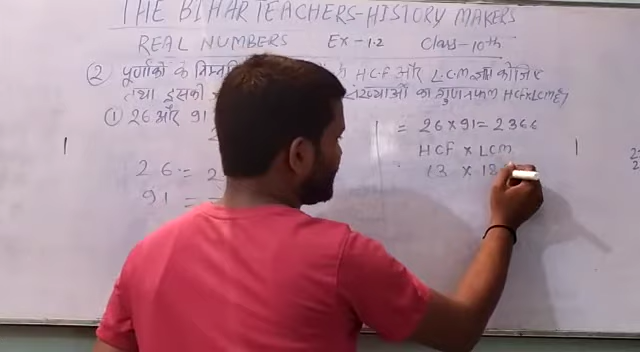 THE BIHAR TEACHERS-HISTORY MAKERS
REAL NUMBERS Ex-1.2 Class-10th
② पूर्णांकों के HCF और LCM ज्ञात कीजिए
तथा इसकी संख्याओं का गुणनफल HCF×LCM है।
① 26 और 91
= 26×91=2366
HCF × LCM
13 × 18
26 = 2
91 =